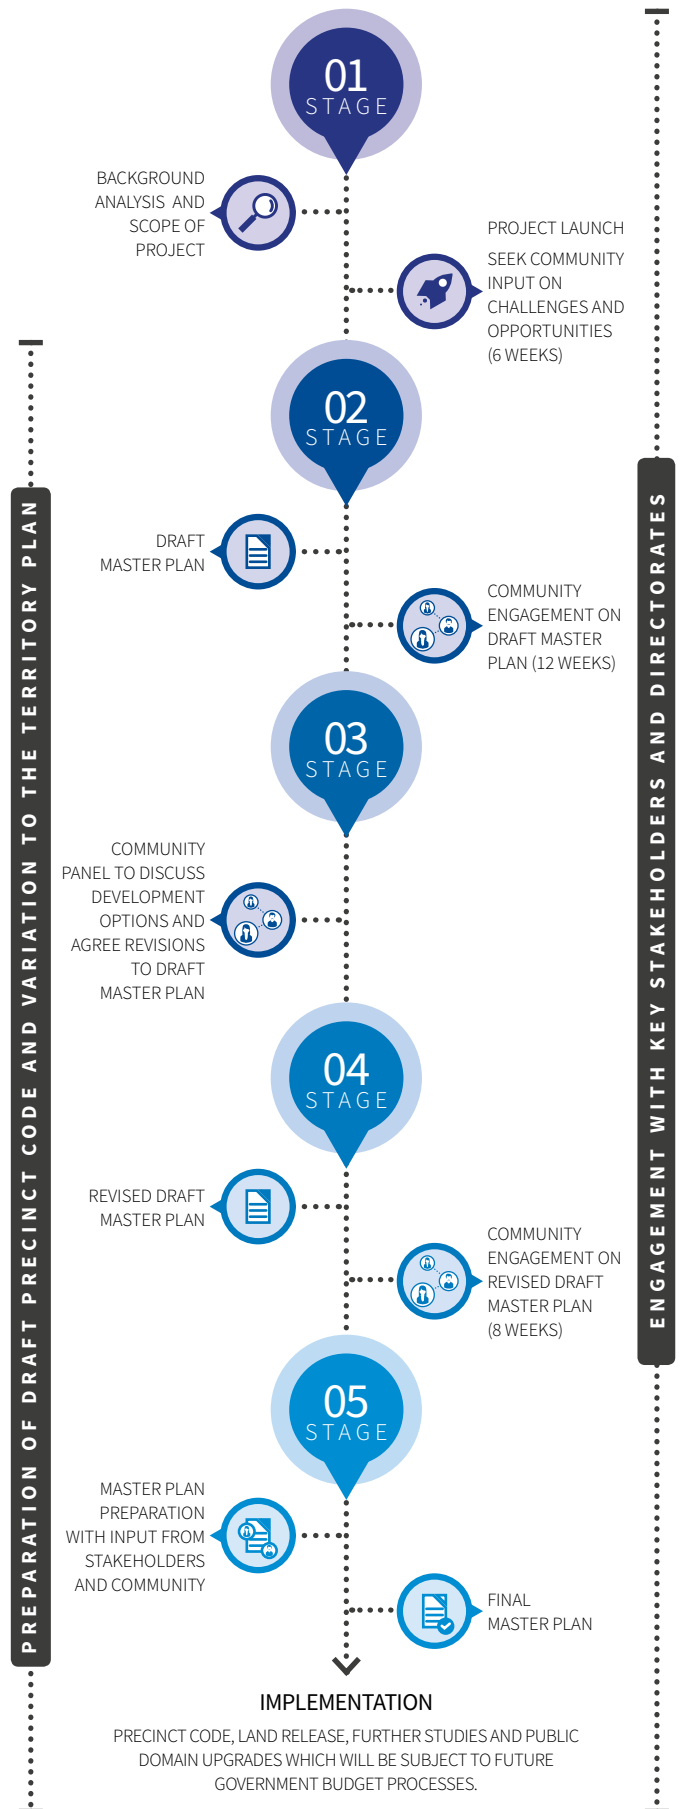 01
STAGE
BACKGROUND
ANALYSIS AND
SCOPE OF
PROJECT
PROJECT LAUNCH
SEEK COMMUNITY
INPUT ON
CHALLENGES AND
OPPORTUNITIES
(6 WEEKS)
02
STAGE
DRAFT
MASTER PLAN
COMMUNITY
ENGAGEMENT ON
DRAFT MASTER
PLAN (12 WEEKS)
03
STAGE
COMMUNITY
PANEL TO DISCUSS
DEVELOPMENT
OPTIONS AND
AGREE REVISIONS
TO DRAFT
MASTER PLAN
04
STAGE
REVISED DRAFT
MASTER PLAN
COMMUNITY
ENGAGEMENT ON
REVISED DRAFT
MASTER PLAN
(8 WEEKS)
05
STAGE
MASTER PLAN
PREPARATION
WITH INPUT FROM
STAKEHOLDERS
AND COMMUNITY
FINAL
MASTER PLAN
IMPLEMENTATION
PRECINCT CODE, LAND RELEASE, FURTHER STUDIES AND PUBLIC
DOMAIN UPGRADES WHICH WILL BE SUBJECT TO FUTURE
GOVERNMENT BUDGET PROCESSES.
PREPARATION OF DRAFT PRECINCT CODE AND VARIATION TO THE TERRITORY PLAN
ENGAGEMENT WITH KEY STAKEHOLDERS AND DIRECTORATES